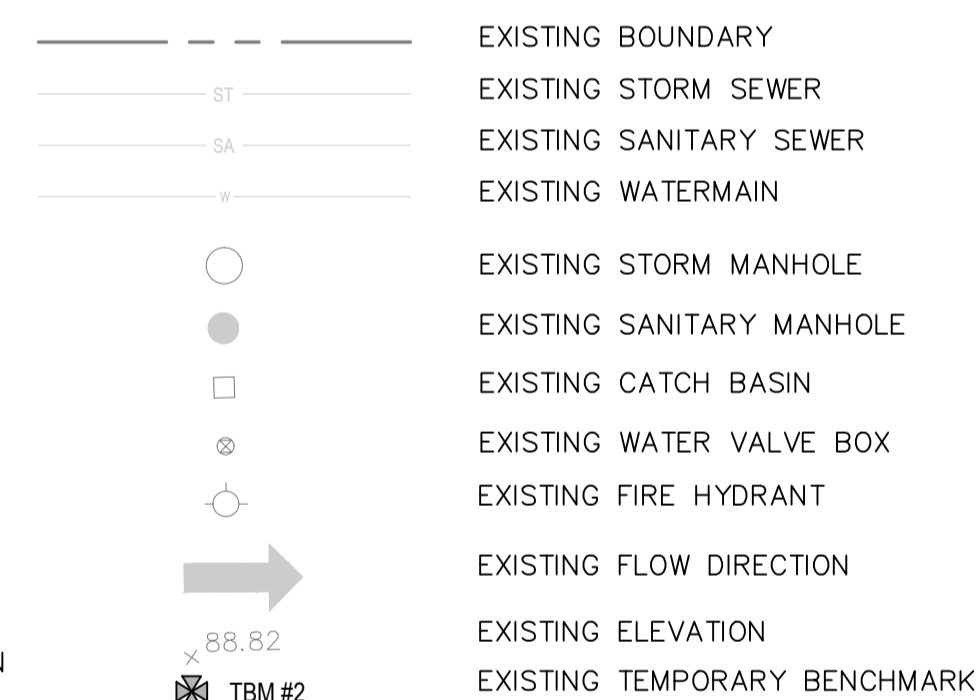 EXISTING BOUNDARY
ST EXISTING STORM SEWER
SA EXISTING SANITARY SEWER
W EXISTING WATERMAIN
EXISTING STORM MANHOLE
EXISTING SANITARY MANHOLE
EXISTING CATCH BASIN
EXISTING WATER VALVE BOX
EXISTING FIRE HYDRANT
EXISTING FLOW DIRECTION
88.82 EXISTING ELEVATION
TBM #2 EXISTING TEMPORARY BENCHMARK